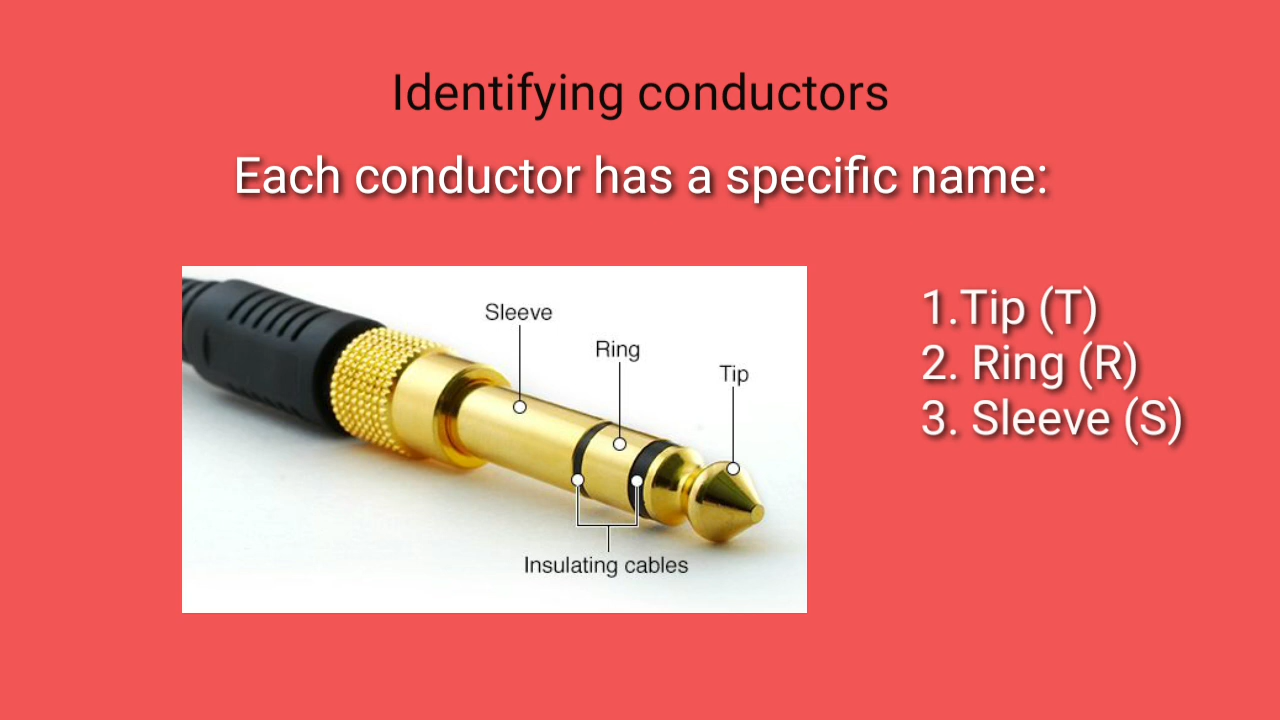 Identifying conductors
Each conductor has a specific name:
Sleeve
Ring
Tip
Insulating cables
1.Tip (T)
2. Ring (R)
3. Sleeve (S)